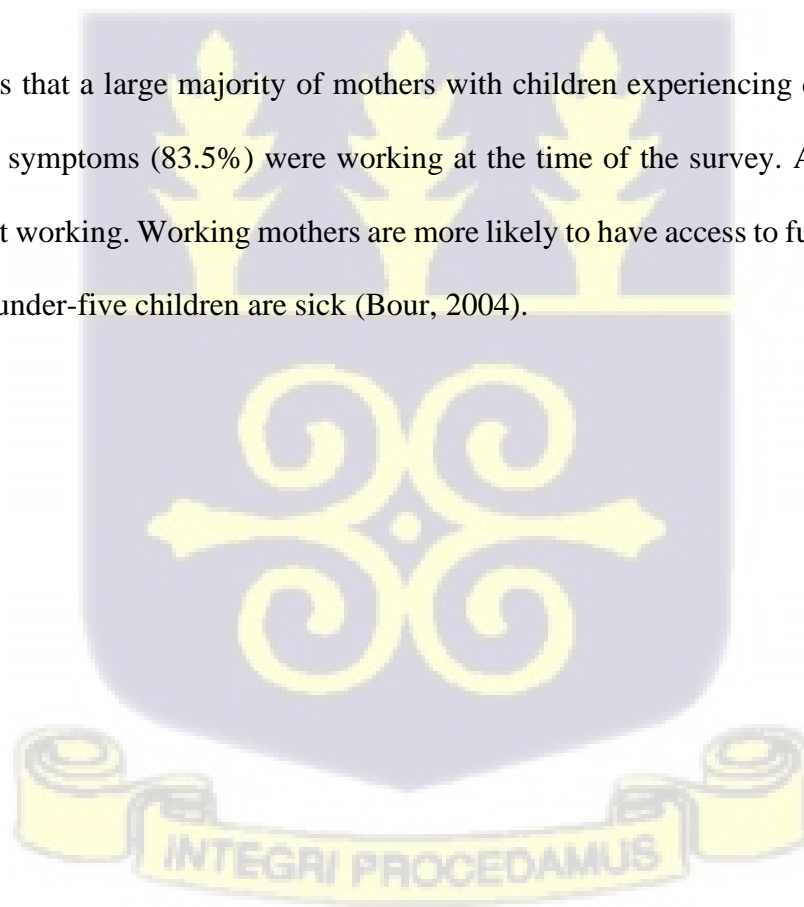 s that a large majority of mothers with children experiencing
symptoms (83.5%) were working at the time of the survey. A
t working. Working mothers are more likely to have access to fu
under-five children are sick (Bour, 2004).
INTEGRI PROCEDAMUS